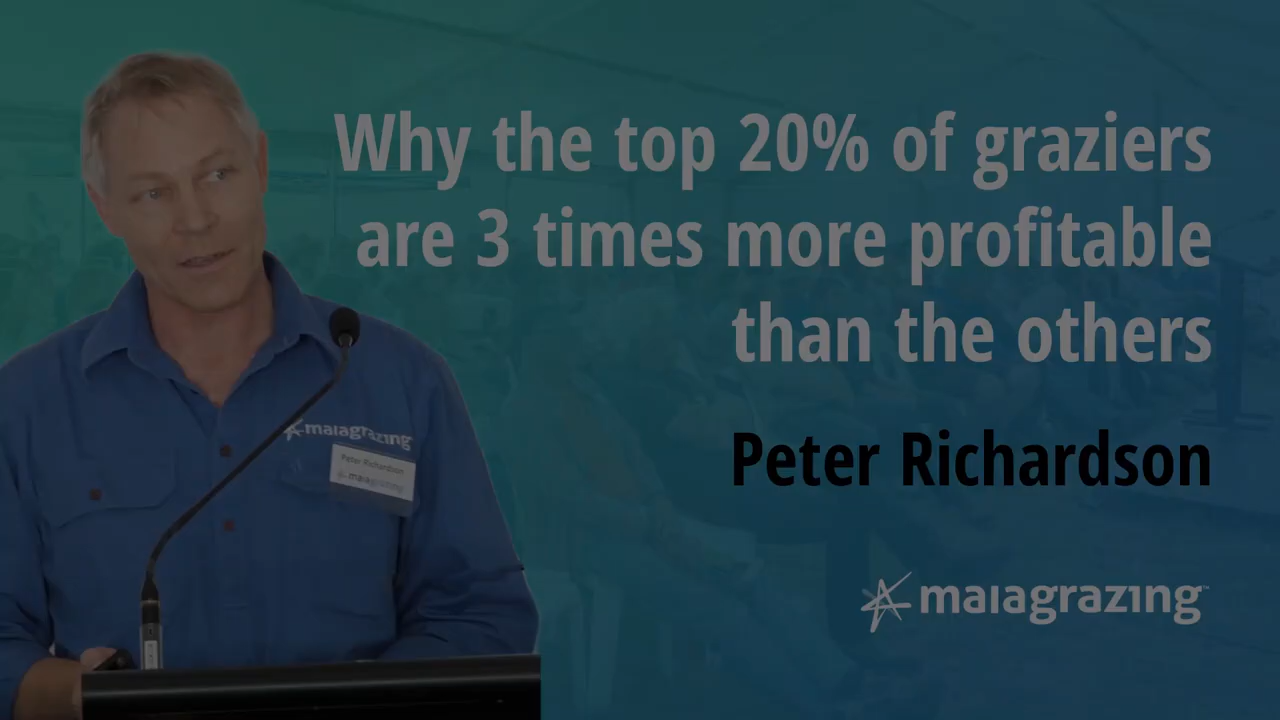 Why the top 20% of graziers
are 3 times more profitable
than the others
Peter Richardson
maiagrazing™
maiagrazing
Peter Richardson
maiagrazing